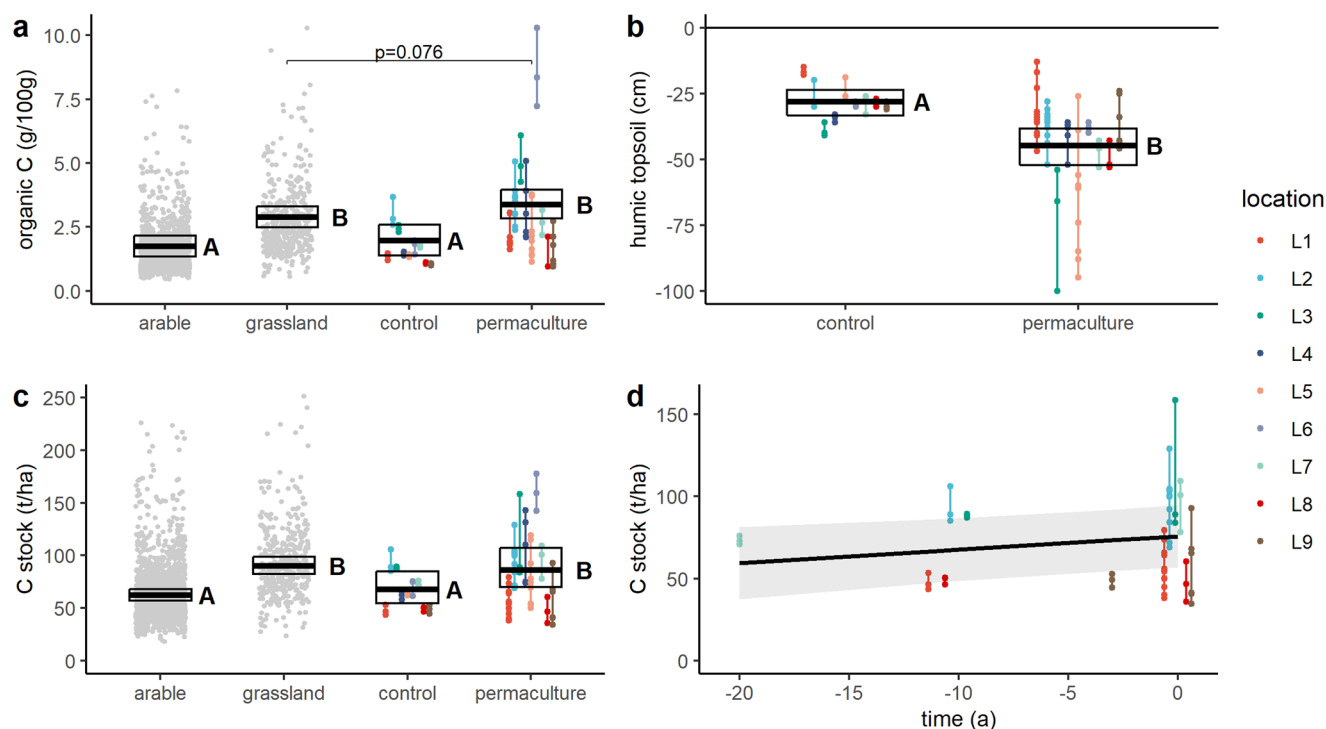 a
organic C (g/100g)
10.0
7.5
5.0
2.5
0.0
p=0.076
A
B
A
B
arable
grassland
control
permaculture
b
humic topsoil (cm)
0
-25
-50
-75
-100
A
B
control
permaculture
c
C stock (t/ha)
250
200
150
100
50
0
A
B
A
B
arable
grassland
control
permaculture
d
C stock (t/ha)
150
100
50
0
-20
-15
-10
-5
0
time (a)
location
L1
L2
L3
L4
L5
L6
L7
L8
L9